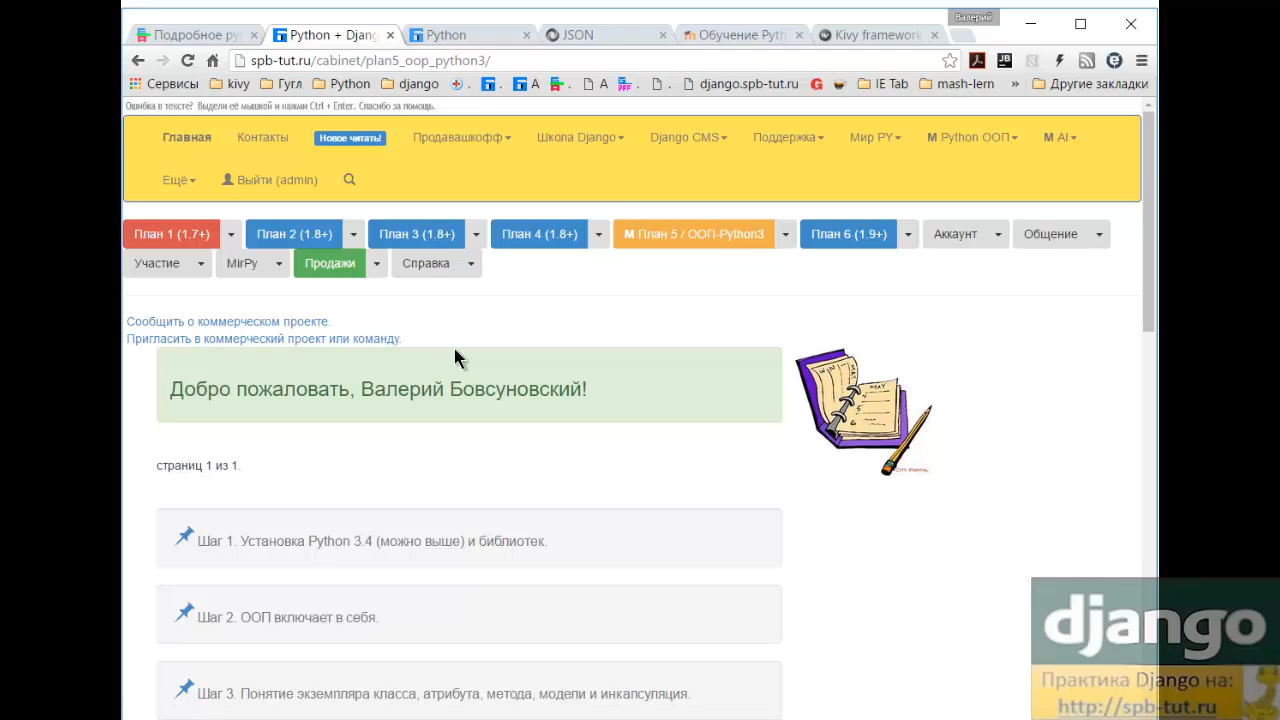 Валерий
Подробное ру
Python + Djang
Python
JSON
Обучение Pyth
Kivy framework
spb-tut.ru/cabinet/plan5_oop_python3/
Сервисы kivy Гугл Python django A A django.spb-tut.ru IE Tab mash-lern » Другие закладки
Ошибка в тексте? Выдели её мышкой и нажми Ctrl + Enter. Спасибо за помощь.
Главная Контакты Новое читать! Продавашкофф Школа Django Django CMS Поддержка Мир PY М Python ООП M AI
Ещё Выйти (admin)
План 1 (1.7+) План 2 (1.8+) План 3 (1.8+) План 4 (1.8+) М План 5 / ООП-Python3 План 6 (1.9+) Аккаунт Общение
Участие MirPy Продажи Справка
Сообщить о коммерческом проекте.
Пригласить в коммерческий проект или команду.
Добро пожаловать, Валерий Бовсуновский!
страниц 1 из 1.
Шаг 1. Установка Python 3.4 (можно выше) и библиотек.
Шаг 2. ООП включает в себя.
Шаг 3. Понятие экземпляра класса, атрибута, метода, модели и инкапсуляция.
django
Практика Django на:
http://spb-tut.ru